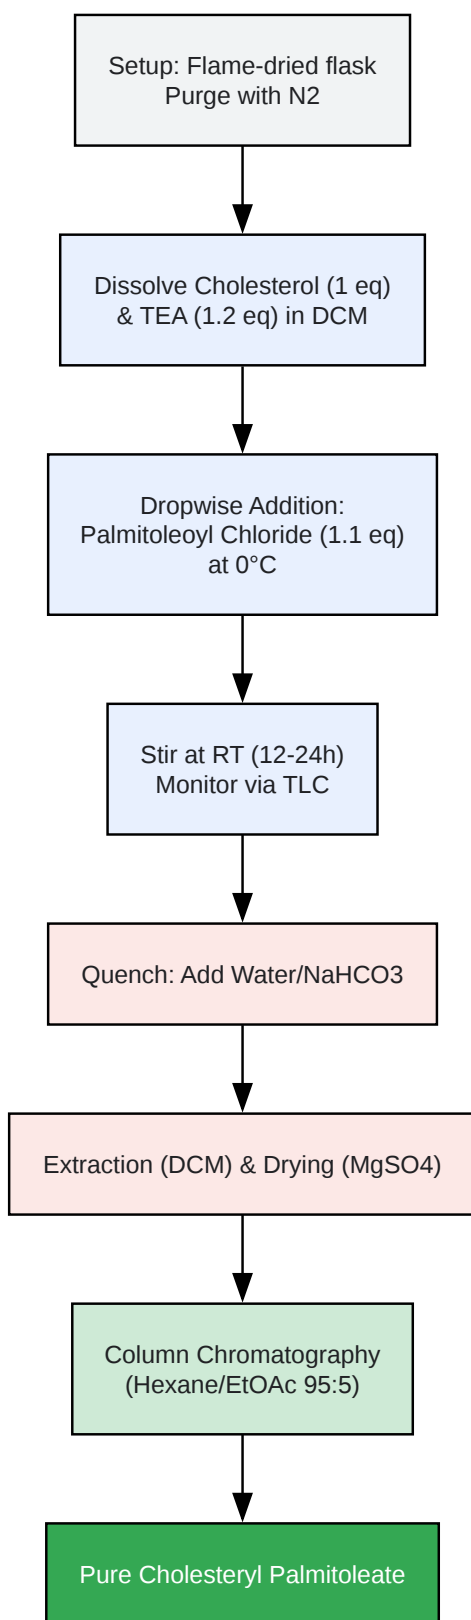 Setup: Flame-dried flask
Purge with N2
Dissolve Cholesterol (1 eq)
& TEA (1.2 eq) in DCM
Dropwise Addition:
Palmitoleoyl Chloride (1.1 eq)
at 0°C
Stir at RT (12-24h)
Monitor via TLC
Quench: Add Water/NaHCO3
Extraction (DCM) & Drying (MgSO4)
Column Chromatography
(Hexane/EtOAc 95:5)
Pure Cholesteryl Palmitoleate